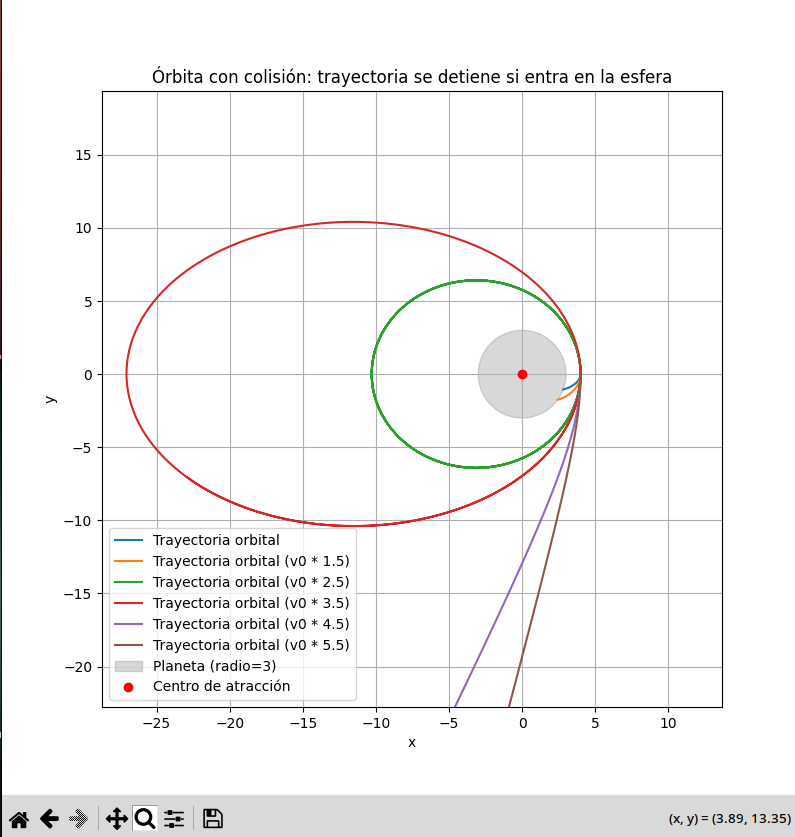 Órbita con colisión: trayectoria se detiene si entra en la esfera
15
10
5
0
−5
−10
−15
−20
y
Trayectoria orbital
Trayectoria orbital (v0 * 1.5)
Trayectoria orbital (v0 * 2.5)
Trayectoria orbital (v0 * 3.5)
Trayectoria orbital (v0 * 4.5)
Trayectoria orbital (v0 * 5.5)
Planeta (radio=3)
Centro de atracción
−25 −20 −15 −10 −5 0 5 10
x
(x, y) = (3.89, 13.35)